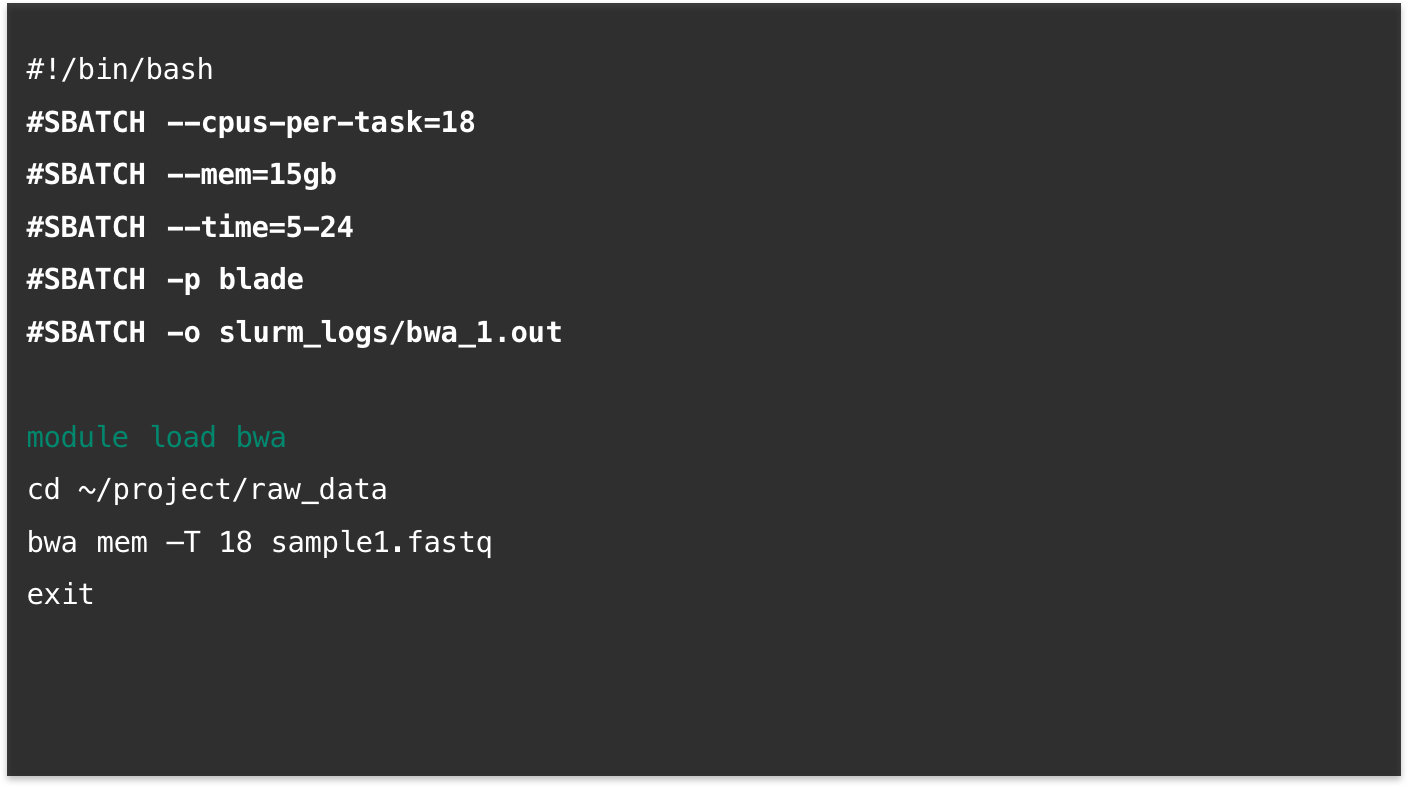 #!/bin/bash
#SBATCH --cpus-per-task=18
#SBATCH --mem=15gb
#SBATCH --time=5-24
#SBATCH -p blade
#SBATCH -o slurm_logs/bwa_1.out
module load bwa
cd ~/project/raw_data
bwa mem –T 18 sample1.fastq
exit